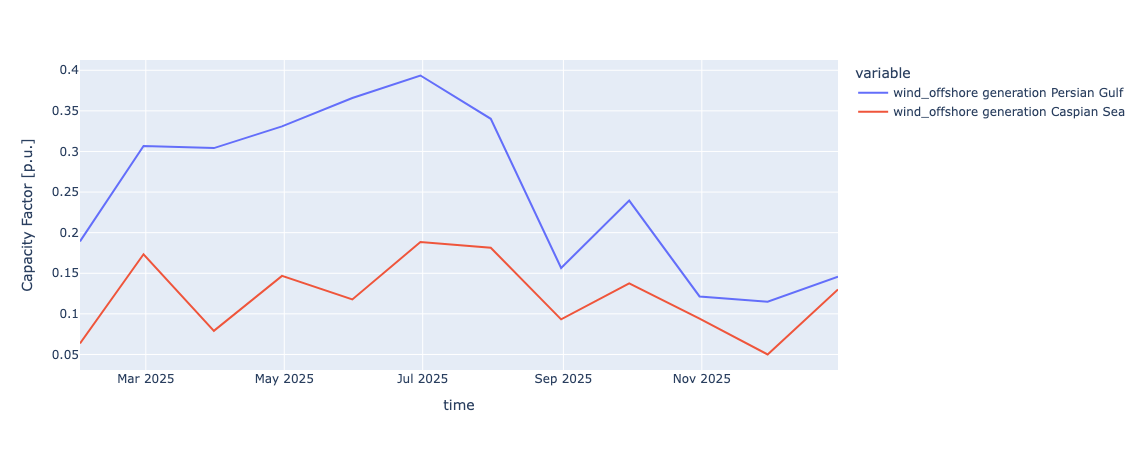 variable
wind_offshore generation Persian Gulf
wind_offshore generation Caspian Sea
Capacity Factor [p.u.]
0.4
0.35
0.3
0.25
0.2
0.15
0.1
0.05
Mar 2025 May 2025 Jul 2025 Sep 2025 Nov 2025
time